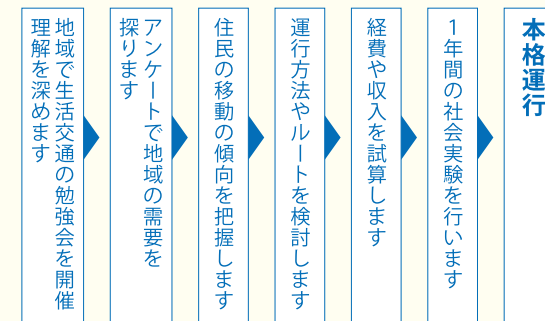 地域で生活交通の勉強会を開催
理解を深めます
アンケートで地域の需要を
探ります
住民の移動の傾向を把握します
運行方法やルートを検討します
経費や収入を試算します
1年間の社会実験を行います
本格運行